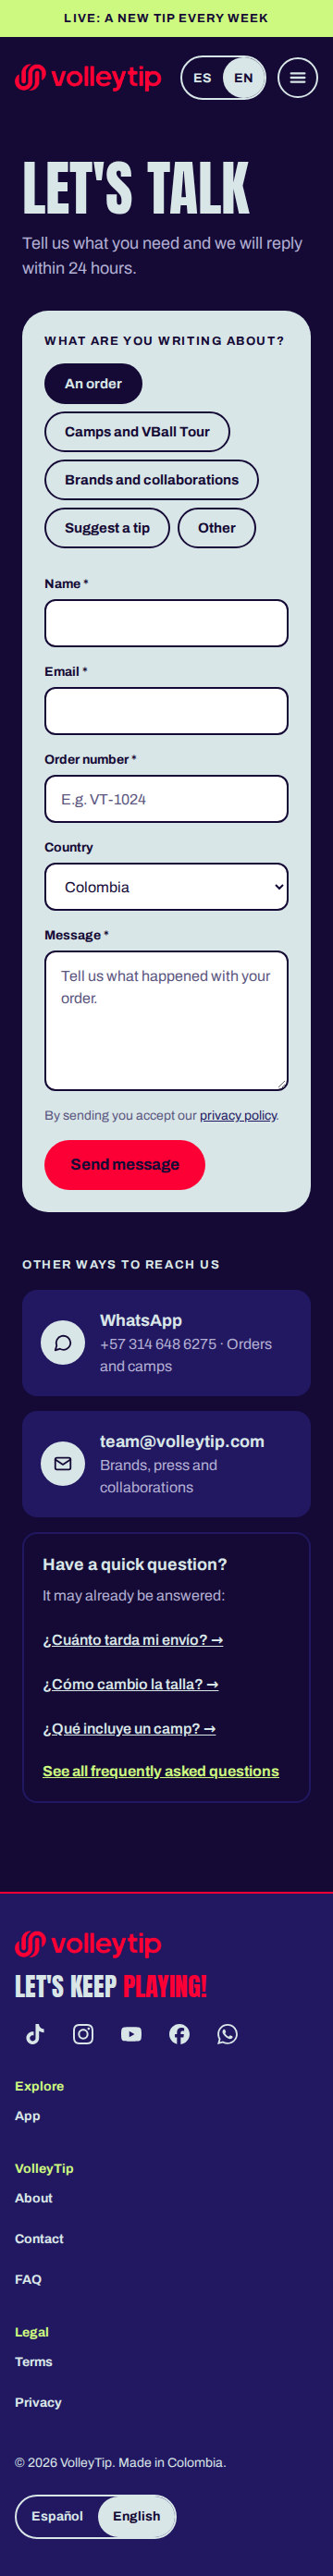 LIVE: A NEW TIP EVERY WEEK
volleytip
ES EN
LET'S TALK
Tell us what you need and we will reply
within 24 hours.
WHAT ARE YOU WRITING ABOUT?
An order
Camps and VBall Tour
Brands and collaborations
Suggest a tip Other
Name *
Email *
Order number *
E.g. VT-1024
Country
Colombia
Message *
Tell us what happened with your
order.
By sending you accept our privacy policy.
Send message
OTHER WAYS TO REACH US
WhatsApp
+57 314 648 6275 · Orders
and camps
team@volleytip.com
Brands, press and
collaborations
Have a quick question?
It may already be answered:
¿Cuánto tarda mi envío? →
¿Cómo cambio la talla? →
¿Qué incluye un camp? →
See all frequently asked questions
volleytip
LET'S KEEP PLAYING!
Explore
App
VolleyTip
About
Contact
FAQ
Legal
Terms
Privacy
© 2026 VolleyTip. Made in Colombia.
Español English